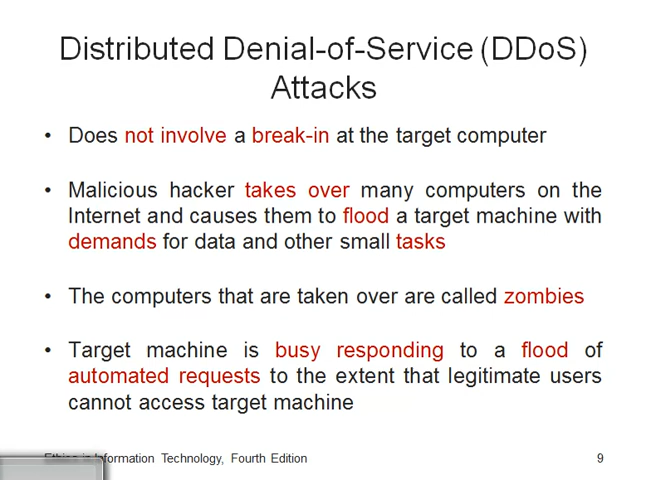 Distributed Denial-of-Service (DDoS)
Attacks
• Does not involve a break-in at the target computer
• Malicious hacker takes over many computers on the
Internet and causes them to flood a target machine with
demands for data and other small tasks
• The computers that are taken over are called zombies
• Target machine is busy responding to a flood of
automated requests to the extent that legitimate users
cannot access target machine
Ethics in Information Technology, Fourth Edition
9